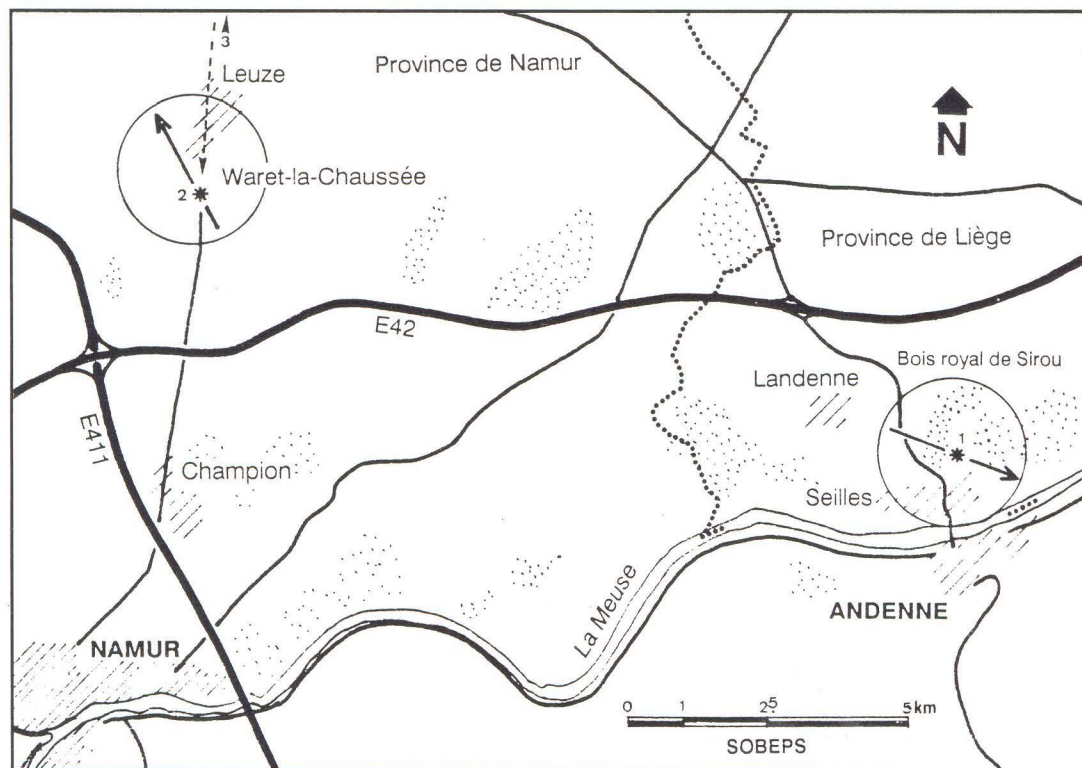 3
Leuze
Province de Namur
N
2
Waret-la-Chaussée
Province de Liège
E42
Bois royal de Sirou
Landenne
1
E411
Champion
Seilles
La Meuse
ANDENNE
NAMUR
0 1 2,5 5 km
SOBEPS